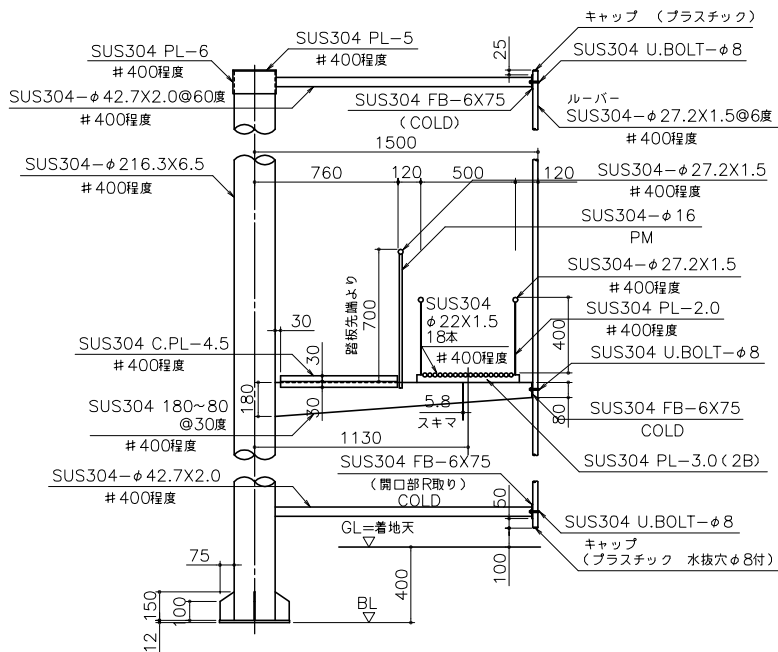 キャップ （プラスチック）
SUS304 PL-5
♯400程度
SUS304 PL-6
♯400程度
25
SUS304 U.BOLT-φ8
SUS304-φ42.7X2.0@60度
♯400程度
SUS304 FB-6X75
(COLD)
ルーバー
SUS304-φ27.2X1.5@6度
♯400程度
1500
SUS304-φ216.3X6.5
♯400程度
760
120
500
120
SUS304-φ27.2X1.5
♯400程度
SUS304-φ16
PM
踏板先端より
700
SUS304-φ27.2X1.5
♯400程度
30
SUS304
φ22X1.5
18本
♯400程度
400
SUS304 PL-2.0
♯400程度
SUS304 C.PL-4.5
♯400程度
30
SUS304 U.BOLT-φ8
180
30
5.8
スキマ
80
SUS304 180~80
@30度
♯400程度
SUS304 FB-6X75
COLD
1130
SUS304 PL-3.0(2B)
SUS304-φ42.7X2.0
♯400程度
SUS304 FB-6X75
(開口部R取り)
COLD
50
SUS304 U.BOLT-φ8
GL=着地天
キャップ
(プラスチック 水抜穴φ8付)
75
100
400
150
100
BL
12